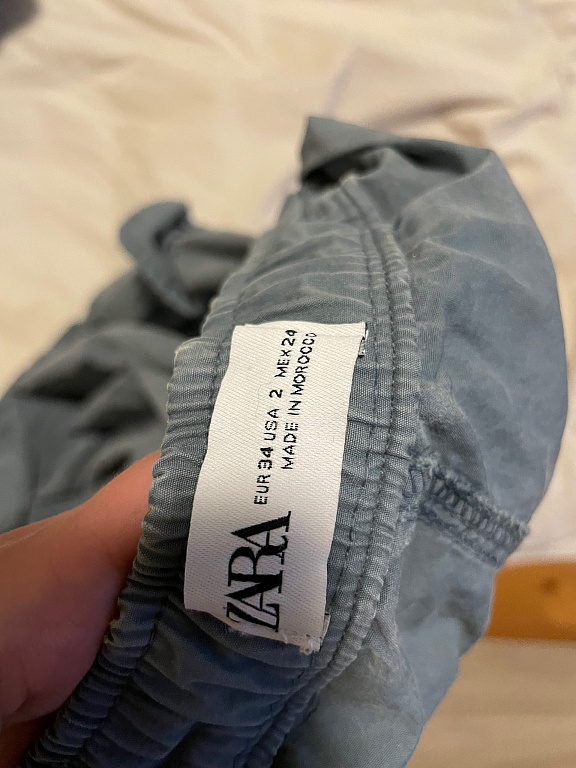 ZARA
EUR 34 USA 2 MEX 24
MADE IN MOROCCO